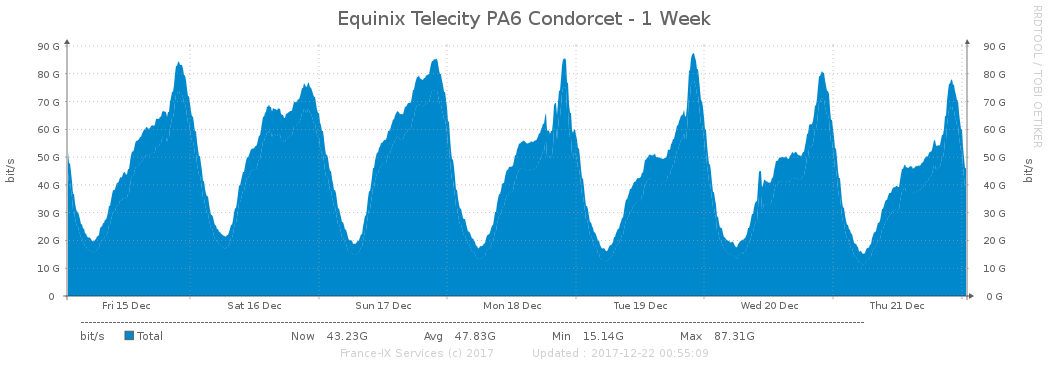 Equinix Telecity PA6 Condorcet - 1 Week
RRDTOOL / TOBI OETIKER
90 G 90 G
80 G 80 G
70 G 70 G
60 G 60 G
50 G 50 G
40 G 40 G
30 G 30 G
20 G 20 G
10 G 10 G
0 0 G
bit/s bit/s
Fri 15 Dec Sat 16 Dec Sun 17 Dec Mon 18 Dec Tue 19 Dec Wed 20 Dec Thu 21 Dec
bit/s Total Now 43.23G Avg 47.83G Min 15.14G Max 87.31G
France-IX Services (c) 2017 Updated : 2017-12-22 00:55:09